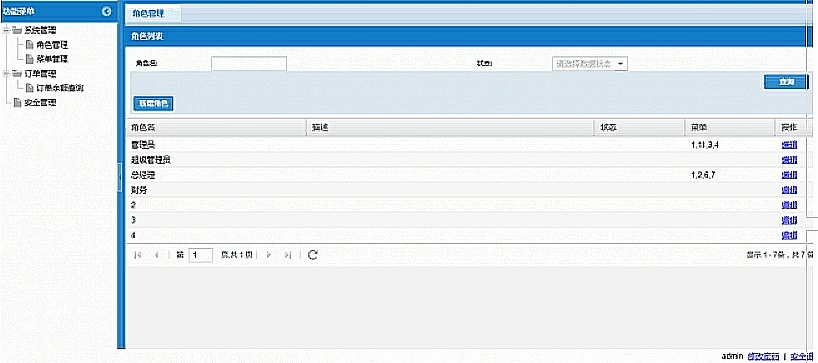 功能菜单
系统管理
角色管理
菜单管理
订单管理
订单余额查询
安全管理
角色管理
角色列表
角色名: 状态: 请选择数据状态
查询
新增角色
角色名 描述 状态 菜单 操作
管理员 1,11,3,4 编辑
超级管理员 编辑
总经理 1,2,6,7 编辑
财务 编辑
2 编辑
3 编辑
4 编辑
第 1 页,共 1 页 显示 1 - 7条，共 7 条
admin 修改密码 | 安全退